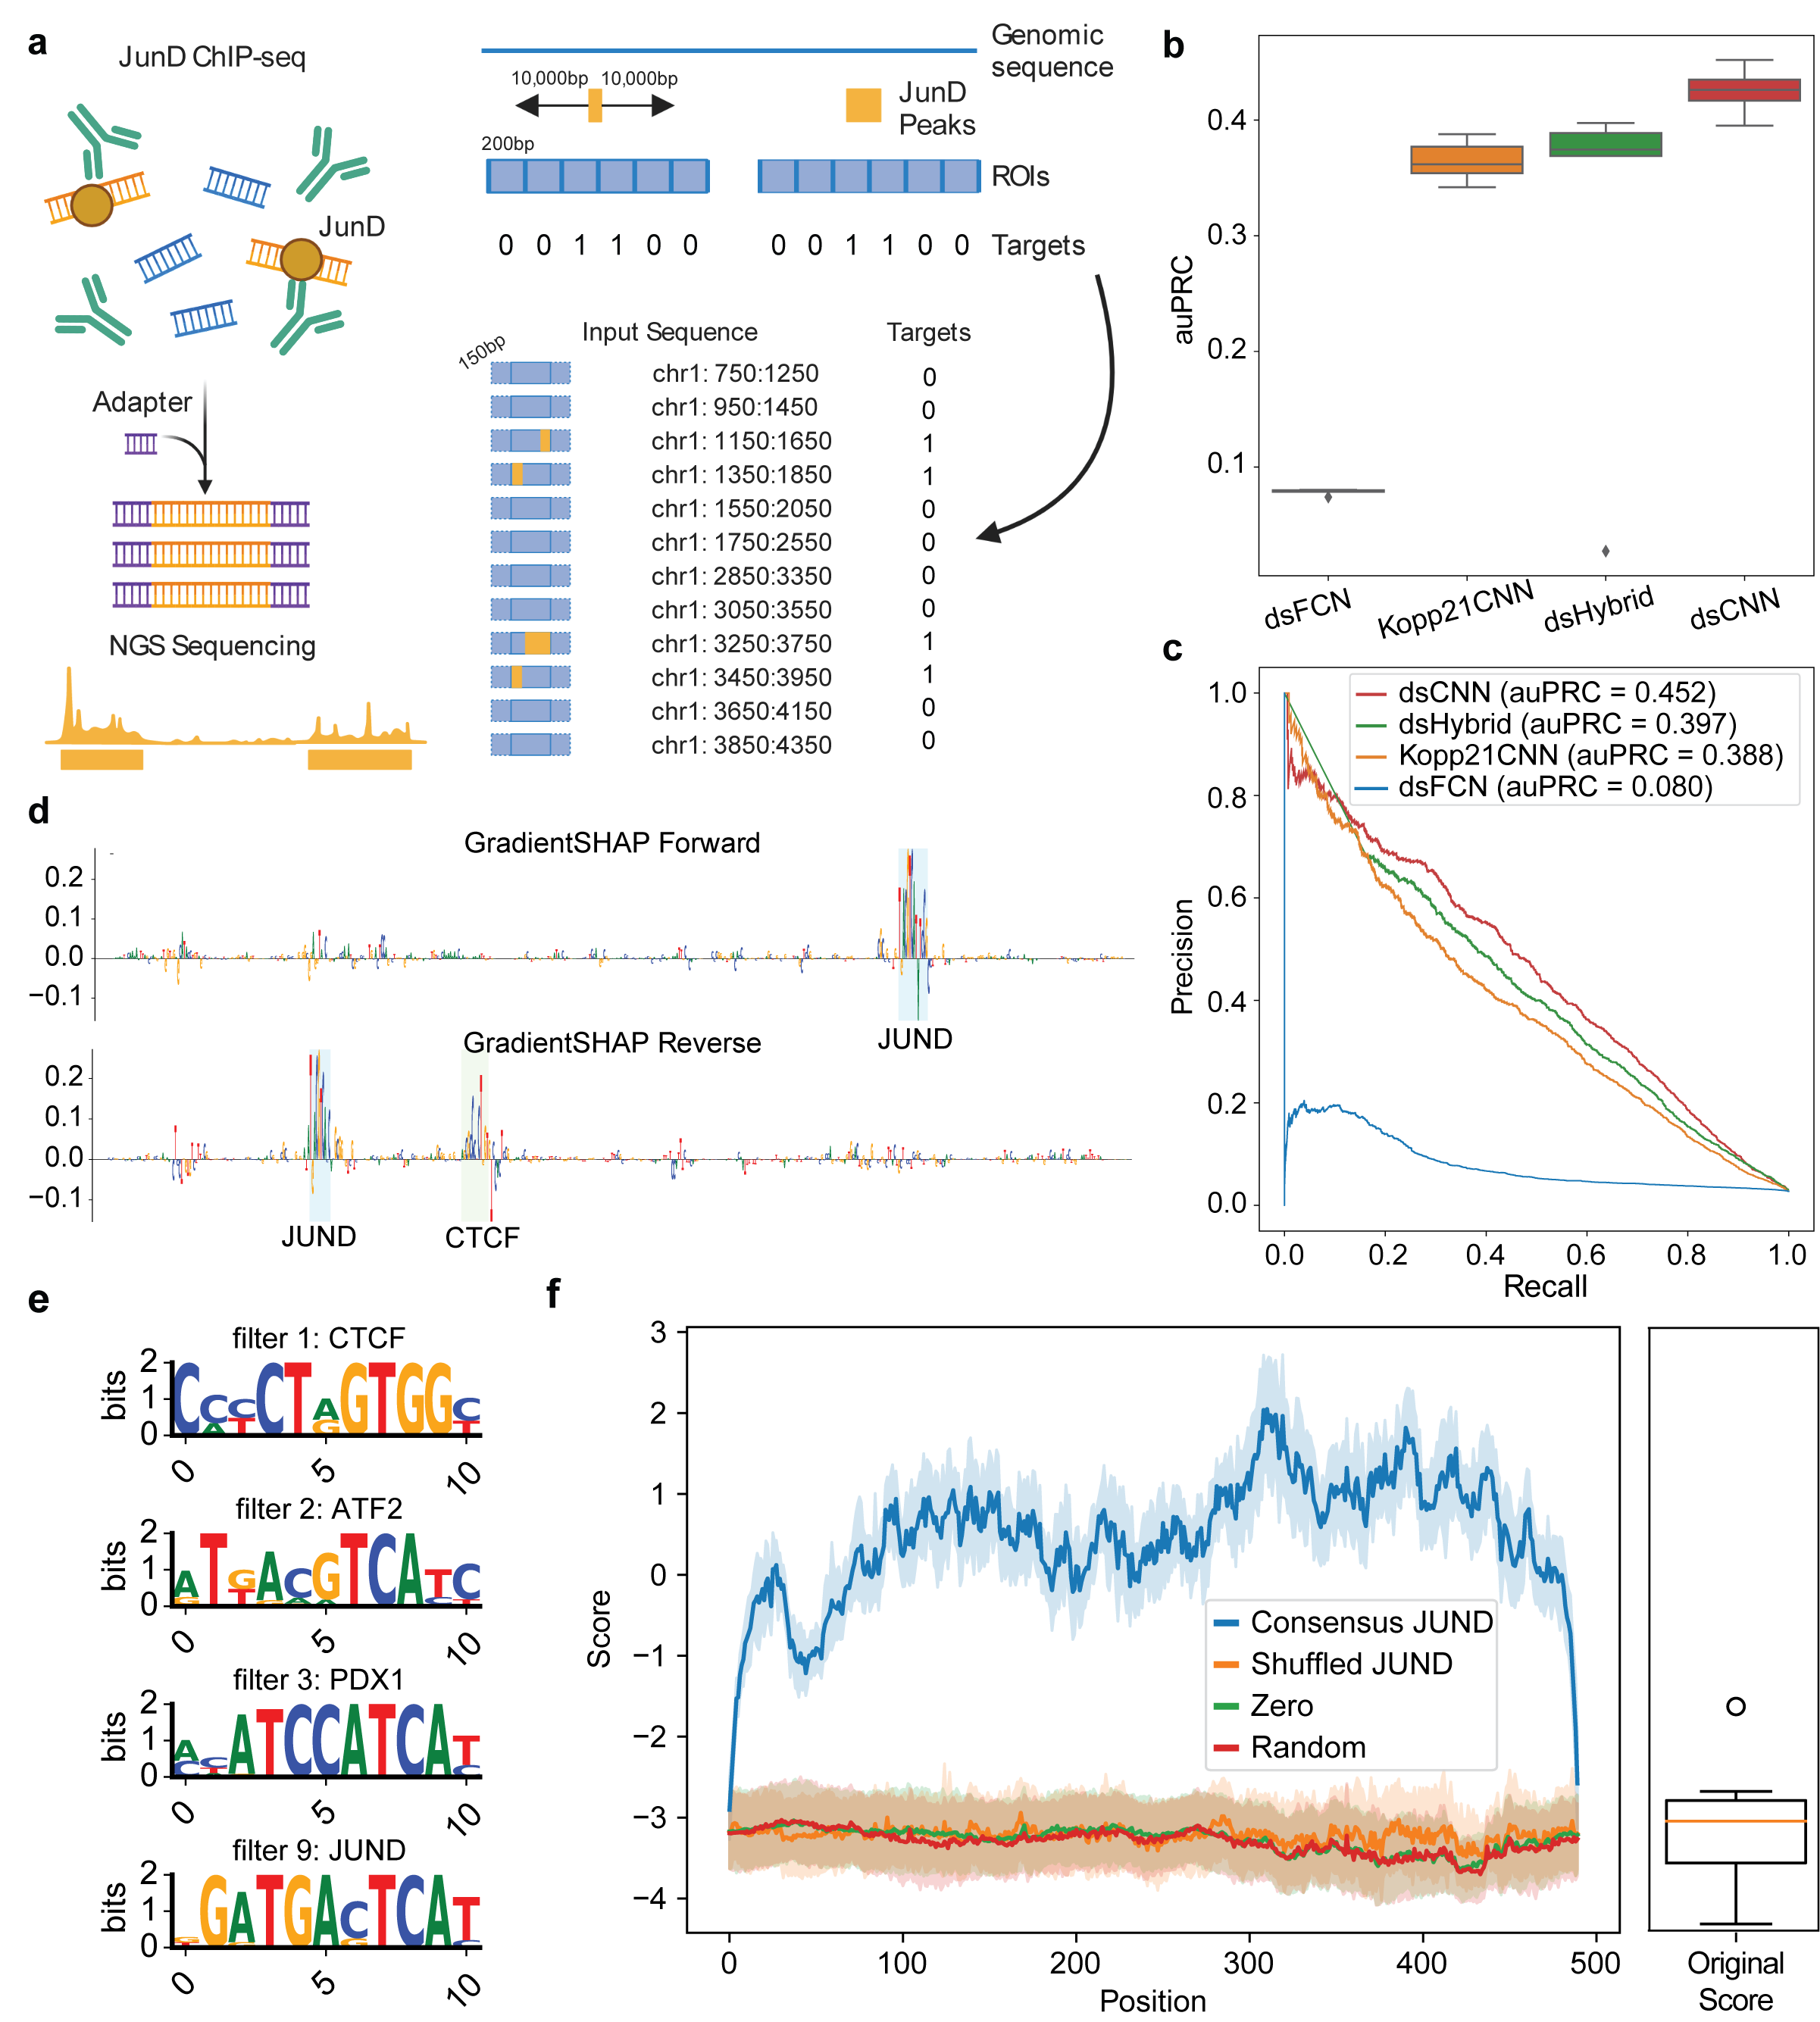 a
JunD ChIP-seq
JunD
Adapter
NGS Sequencing
Genomic
sequence
10,000bp 10,000bp
JunD
Peaks
200bp
ROIs
0 0 1 1 0 0 0 0 1 1 0 0 Targets
150bp
Input Sequence Targets
chr1: 750:1250 0
chr1: 950:1450 0
chr1: 1150:1650 1
chr1: 1350:1850 1
chr1: 1550:2050 0
chr1: 1750:2550 0
chr1: 2850:3350 0
chr1: 3050:3550 0
chr1: 3250:3750 1
chr1: 3450:3950 1
chr1: 3650:4150 0
chr1: 3850:4350 0
b
auPRC
0.4
0.3
0.2
0.1
dsFCN Kopp21CNN dsHybrid dsCNN
c
dsCNN (auPRC = 0.452)
dsHybrid (auPRC = 0.397)
Kopp21CNN (auPRC = 0.388)
dsFCN (auPRC = 0.080)
Precision
1.0
0.8
0.6
0.4
0.2
0.0
0.0 0.2 0.4 0.6 0.8 1.0
Recall
d
GradientSHAP Forward
0.2
0.1
0.0
−0.1
JUND
GradientSHAP Reverse
0.2
0.1
0.0
−0.1
JUND CTCF
e
filter 1: CTCF
bits
2
1
0
0 5 10
filter 2: ATF2
bits
2
1
0
0 5 10
filter 3: PDX1
bits
2
1
0
0 5 10
filter 9: JUND
bits
2
1
0
0 5 10
f
Score
3
2
1
0
−1
−2
−3
−4
Consensus JUND
Shuffled JUND
Zero
Random
0 100 200 300 400 500
Position
Original
Score